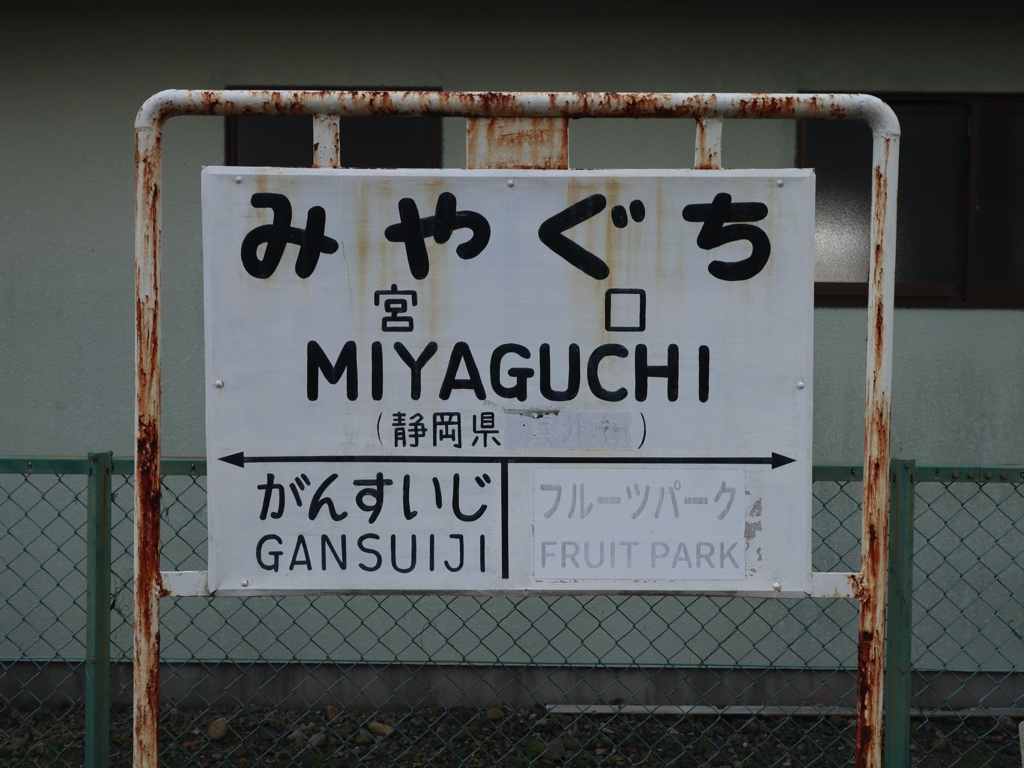 みやぐち
宮口
MIYAGUCHI
(静岡県 )
がんすいじ フルーツパーク
GANSUIJI FRUIT PARK